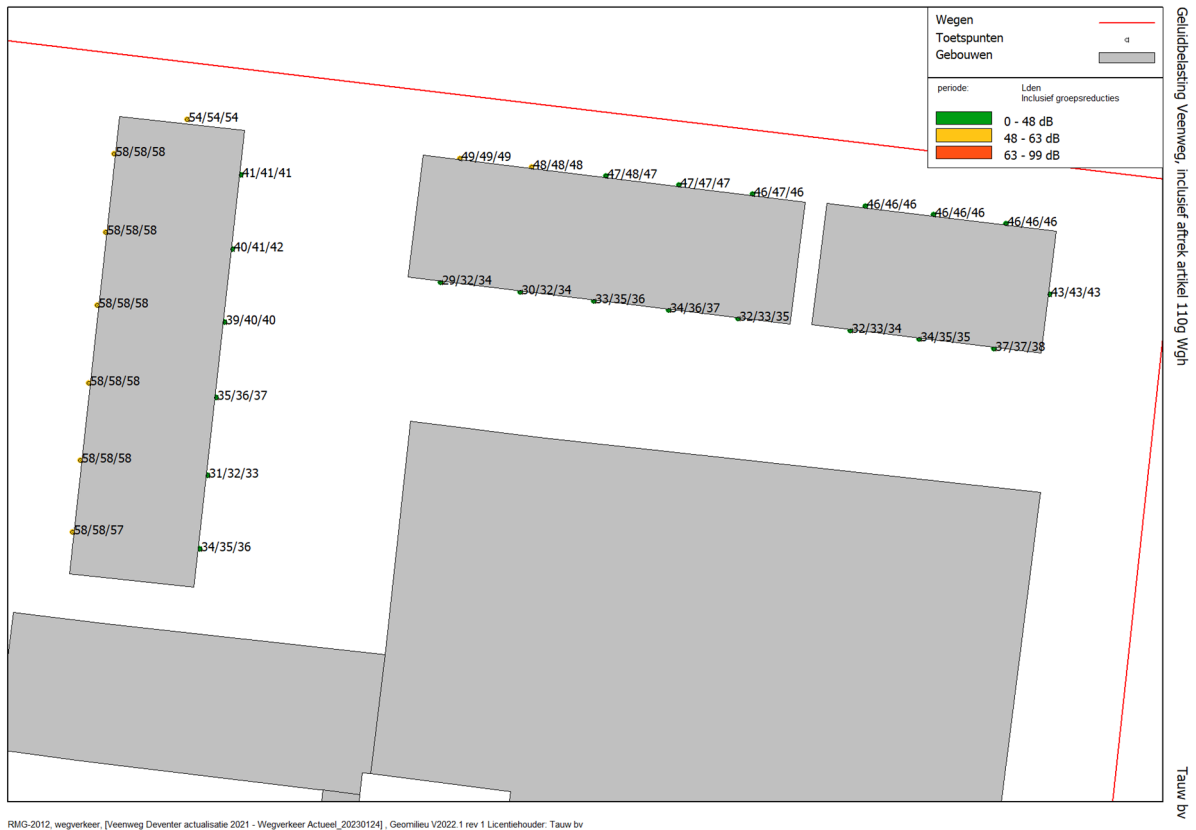 Wegen
Toetspunten
Gebouwen
periode: Lden
Inclusief groepsreducties
0 - 48 dB
48 - 63 dB
63 - 99 dB
54/54/54
58/58/58
41/41/41
58/58/58
40/41/42
58/58/58
39/40/40
58/58/58
35/36/37
58/58/58
31/32/33
58/58/57
34/35/36
49/49/49
48/48/48
47/48/47
47/47/47
46/47/46
29/32/34
30/32/34
33/35/36
34/36/37
32/33/35
46/46/46
46/46/46
46/46/46
43/43/43
32/33/34
34/35/35
37/37/38
Geluidbelasting Veenweg, inclusief aftrek artikel 110g Wgh
Tauw bv
RMG-2012, wegverkeer, [Veenweg Deventer actualisatie 2021 - Wegverkeer Actueel_20230124] , Geomilieu V2022.1 rev 1 Licentiehouder: Tauw bv